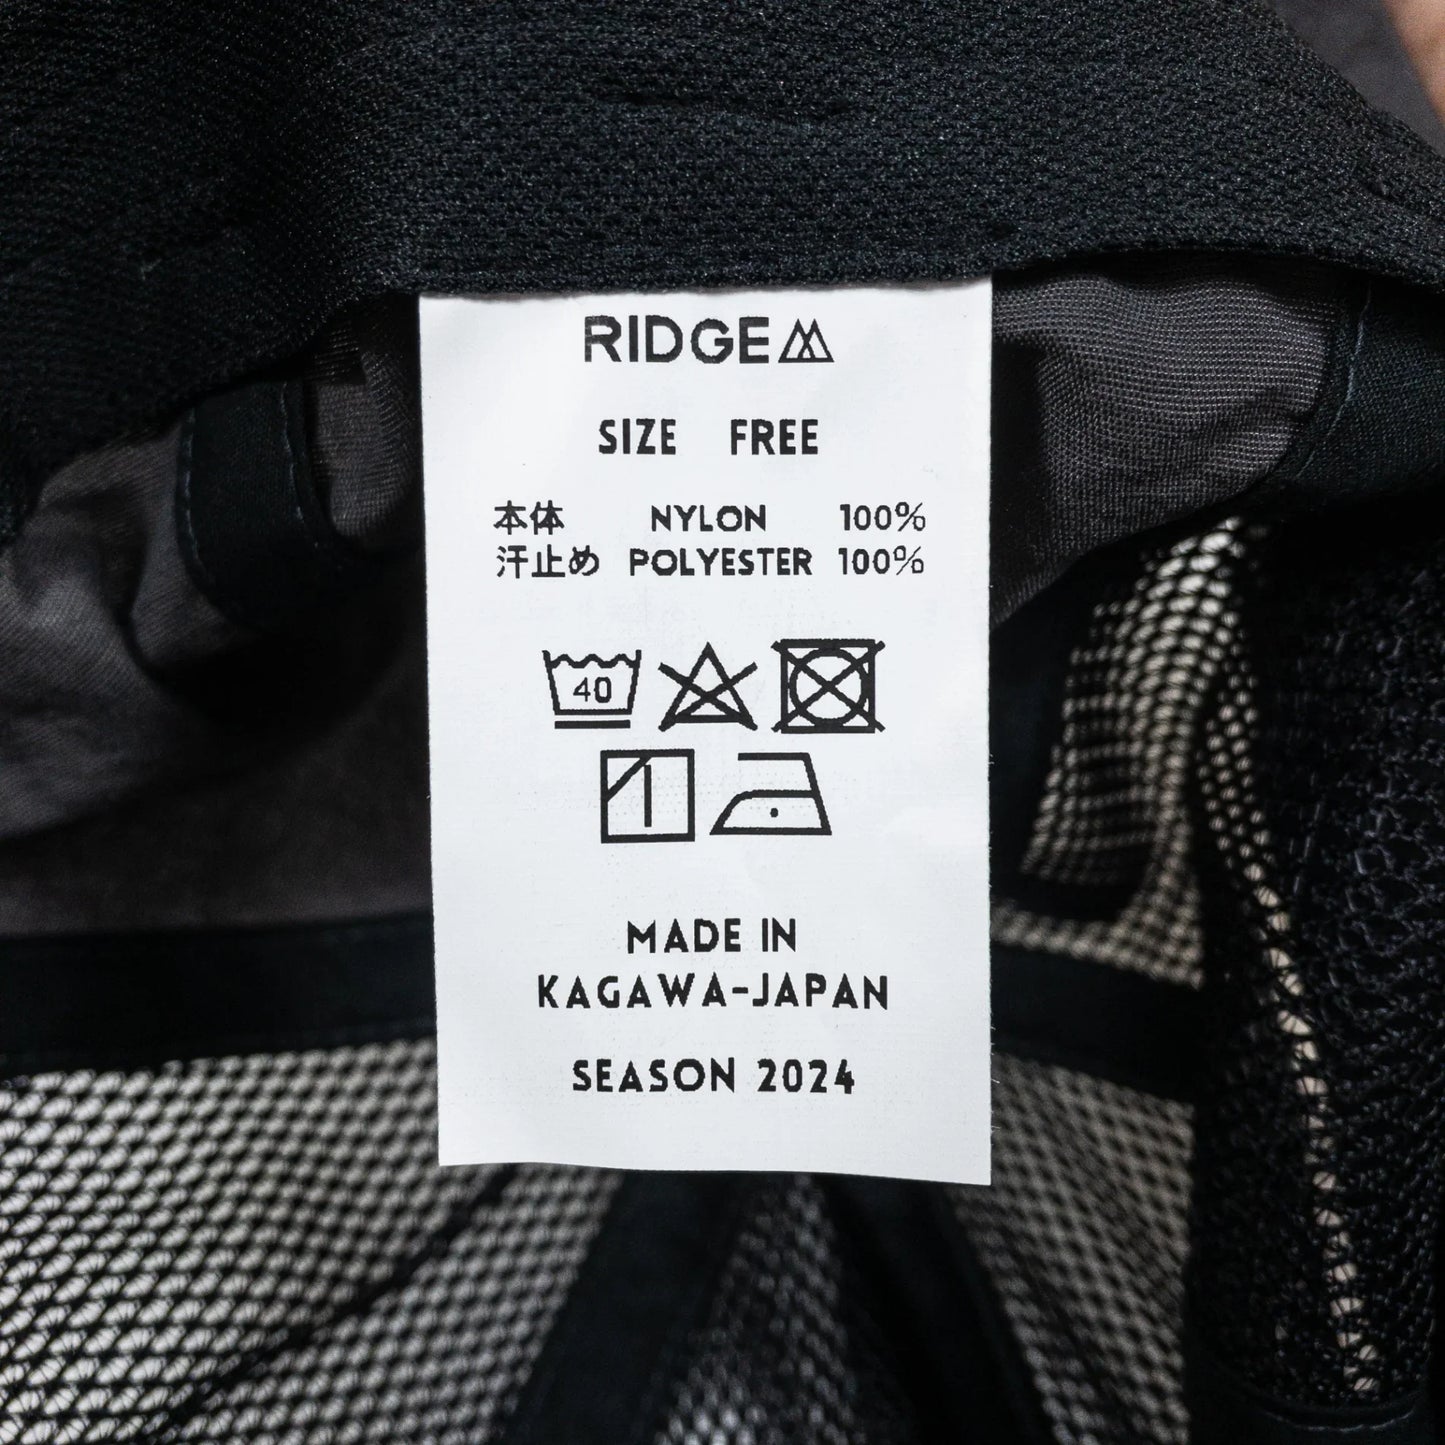 RIDGE
SIZE FREE
本体 NYLON 100%
汗止め POLYESTER 100%
40
MADE IN
KAGAWA-JAPAN
SEASON 2024